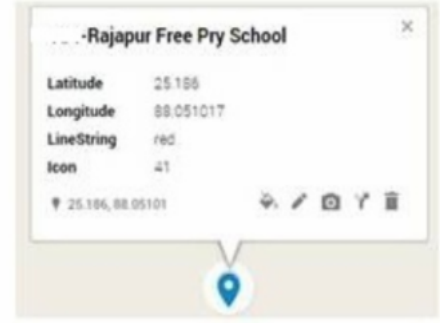 -Rajapur Free Pry School
Latitude 25.186
Longitude 88.051017
LineString red
Icon 41
25.186, 88.05101